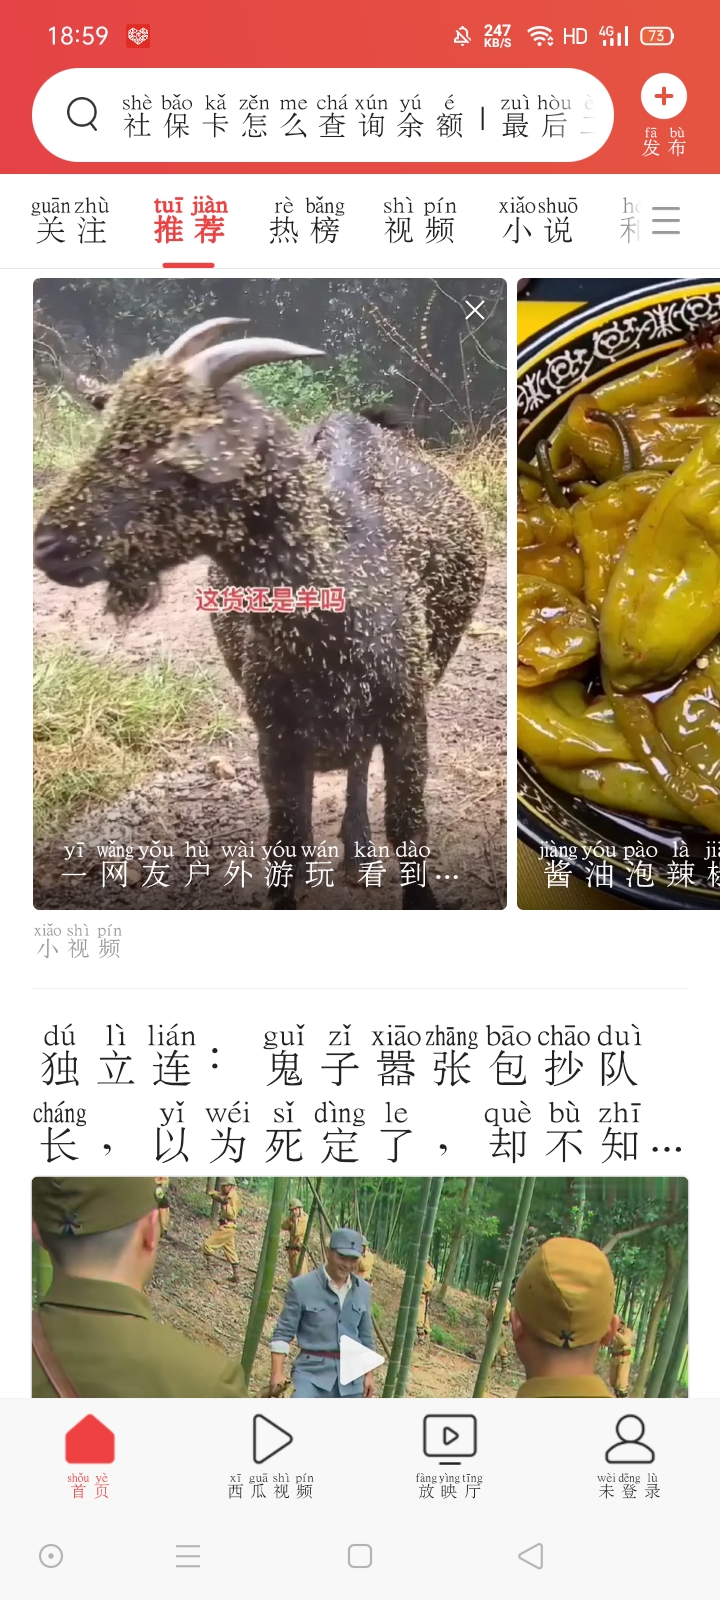 18:59 247 KB/S HD 4G 73
shè bǎo kǎ zěn me chá xún yú é zuì hòu
社保卡怎么查询余额 | 最后
fā bù
发布
guān zhù tuī jiàn rè bǎng shì pín xiǎo shuō
关注 推荐 热榜 视频 小说
这货还是羊吗
yī wǎng yǒu hù wài yóu wán kàn dào
一网友户外游玩 看到...
jiàng yóu pào là
酱油泡辣
xiǎo shì pín
小视频
dú lì lián guǐ zǐ xiāo zhāng bāo chāo duì
独立连：鬼子嚣张包抄队
cháng yǐ wéi sǐ dìng le què bù zhī
长，以为死定了，却不知...
shǒu yè xī guā shì pín fàng yìng tīng wèi dēng lù
首页 西瓜视频 放映厅 未登录